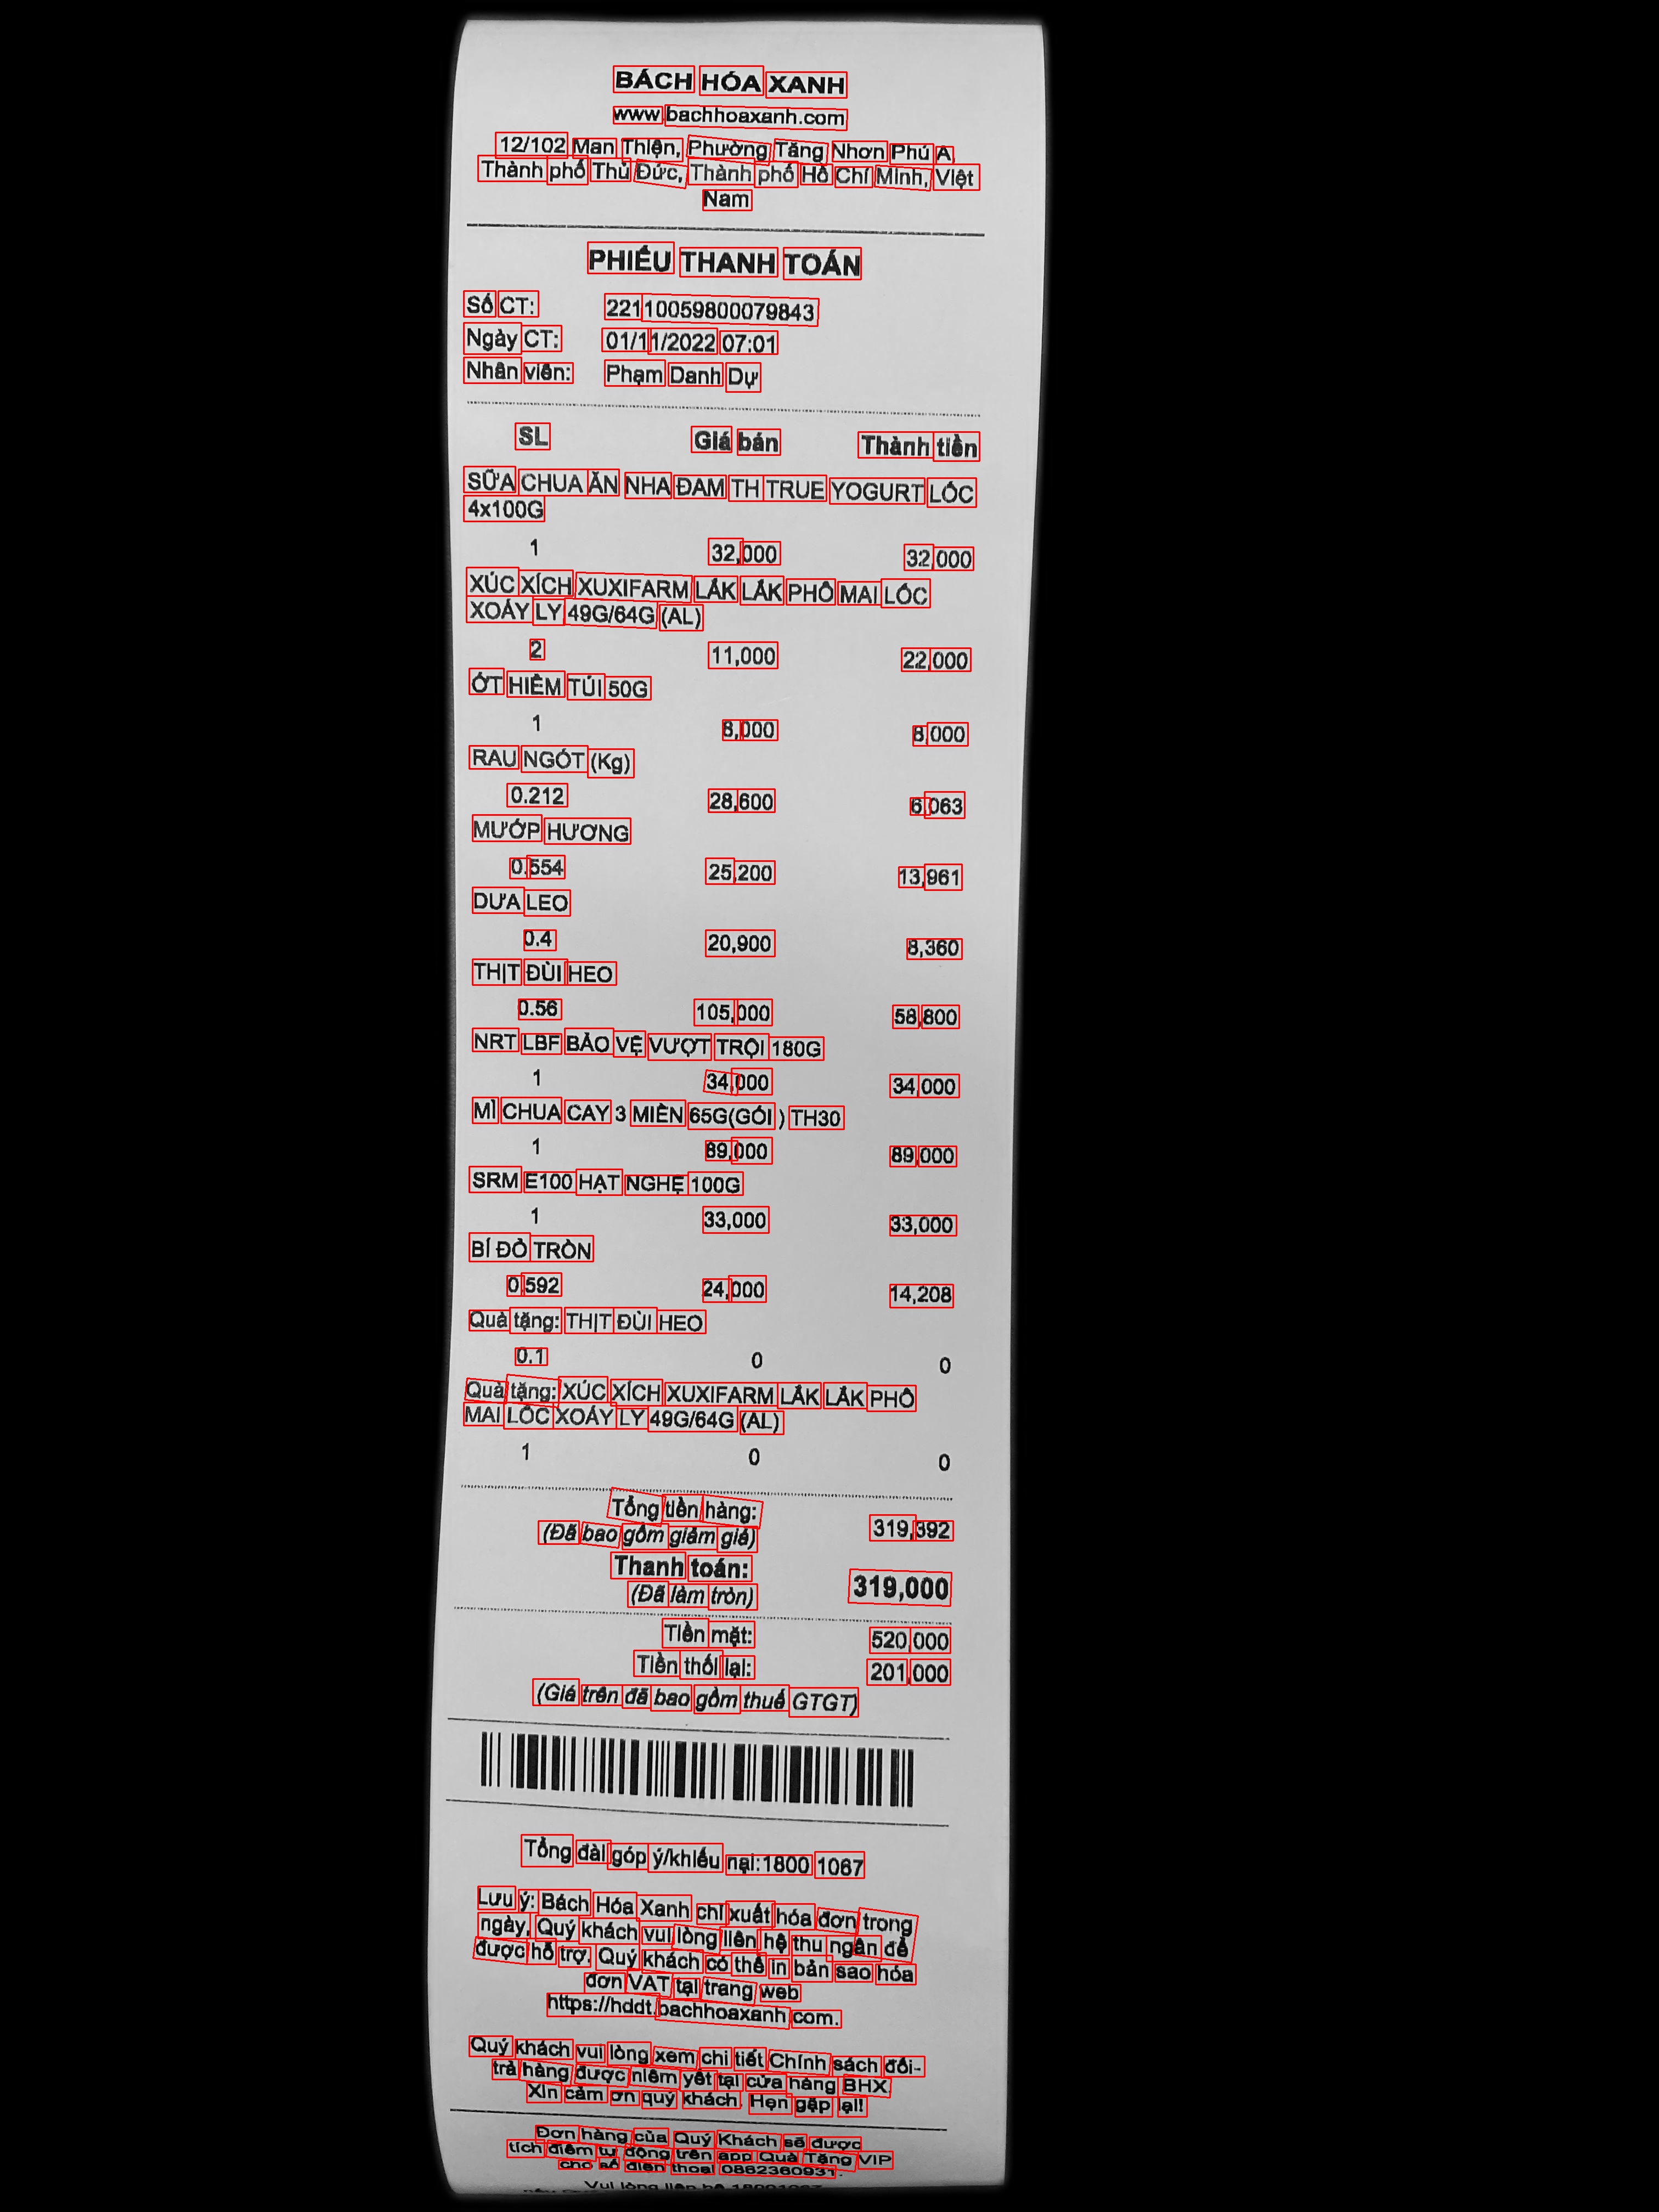 BÁCH HÓA XANH
www.bachhoaxanh.com
12/102 Man Thiện, Phường Tăng Nhơn Phú A,
Thành phố Thủ Đức, Thành phố Hồ Chí Minh, Việt
Nam
PHIẾU THANH TOÁN
Số CT: 22110059800079843
Ngày CT: 01/11/2022 07:01
Nhân viên: Phạm Danh Dự
SL Giá bán Thành tiền
SỮA CHUA ĂN NHA ĐAM TH TRUE YOGURT LỐC
4x100G
1 32,000 32,000
XÚC XÍCH XUXIFARM LẮK LẮK PHÔ MAI LỐC
XOÁY LY 49G/64G (AL)
2 11,000 22,000
ỚT HIỂM TÚI 50G
1 8,000 8,000
RAU NGÓT (Kg)
0.212 28,600 6,063
MƯỚP HƯƠNG
0.554 25,200 13,961
DƯA LEO
0.4 20,900 8,360
THỊT ĐÙI HEO
0.56 105,000 58,800
NRT LBF BẢO VỆ VƯỢT TRỘI 180G
1 34,000 34,000
MÌ CHUA CAY 3 MIỀN 65G(GÓI ) TH30
1 89,000 89,000
SRM E100 HẠT NGHỆ 100G
1 33,000 33,000
BÍ ĐỎ TRÒN
0.592 24,000 14,208
Quà tặng: THỊT ĐÙI HEO
0.1 0 0
Quà tặng: XÚC XÍCH XUXIFARM LẮK LẮK PHÔ
MAI LỐC XOÁY LY 49G/64G (AL)
1 0 0
Tổng tiền hàng: 319,392
(Đã bao gồm giảm giá)
Thanh toán: 319,000
(Đã làm tròn)
Tiền mặt: 520,000
Tiền thối lại: 201,000
(Giá trên đã bao gồm thuế GTGT)
Tổng đài góp ý/khiếu nại:1800 1067
Lưu ý: Bách Hóa Xanh chỉ xuất hóa đơn trong
ngày, Quý khách vui lòng liên hệ thu ngân để
được hỗ trợ. Quý khách có thể in bản sao hóa
đơn VAT tại trang web
https://hddt.bachhoaxanh.com.
Quý khách vui lòng xem chi tiết Chính sách đổi-
trả hàng được niêm yết tại cửa hàng BHX.
Xin cảm ơn quý khách. Hẹn gặp lại!
Đơn hàng của Quý Khách sẽ được
tích điểm tự động trên app Quà Tặng VIP
cho số điện thoại 0862360931.
Vui lòng liên hệ 18001067